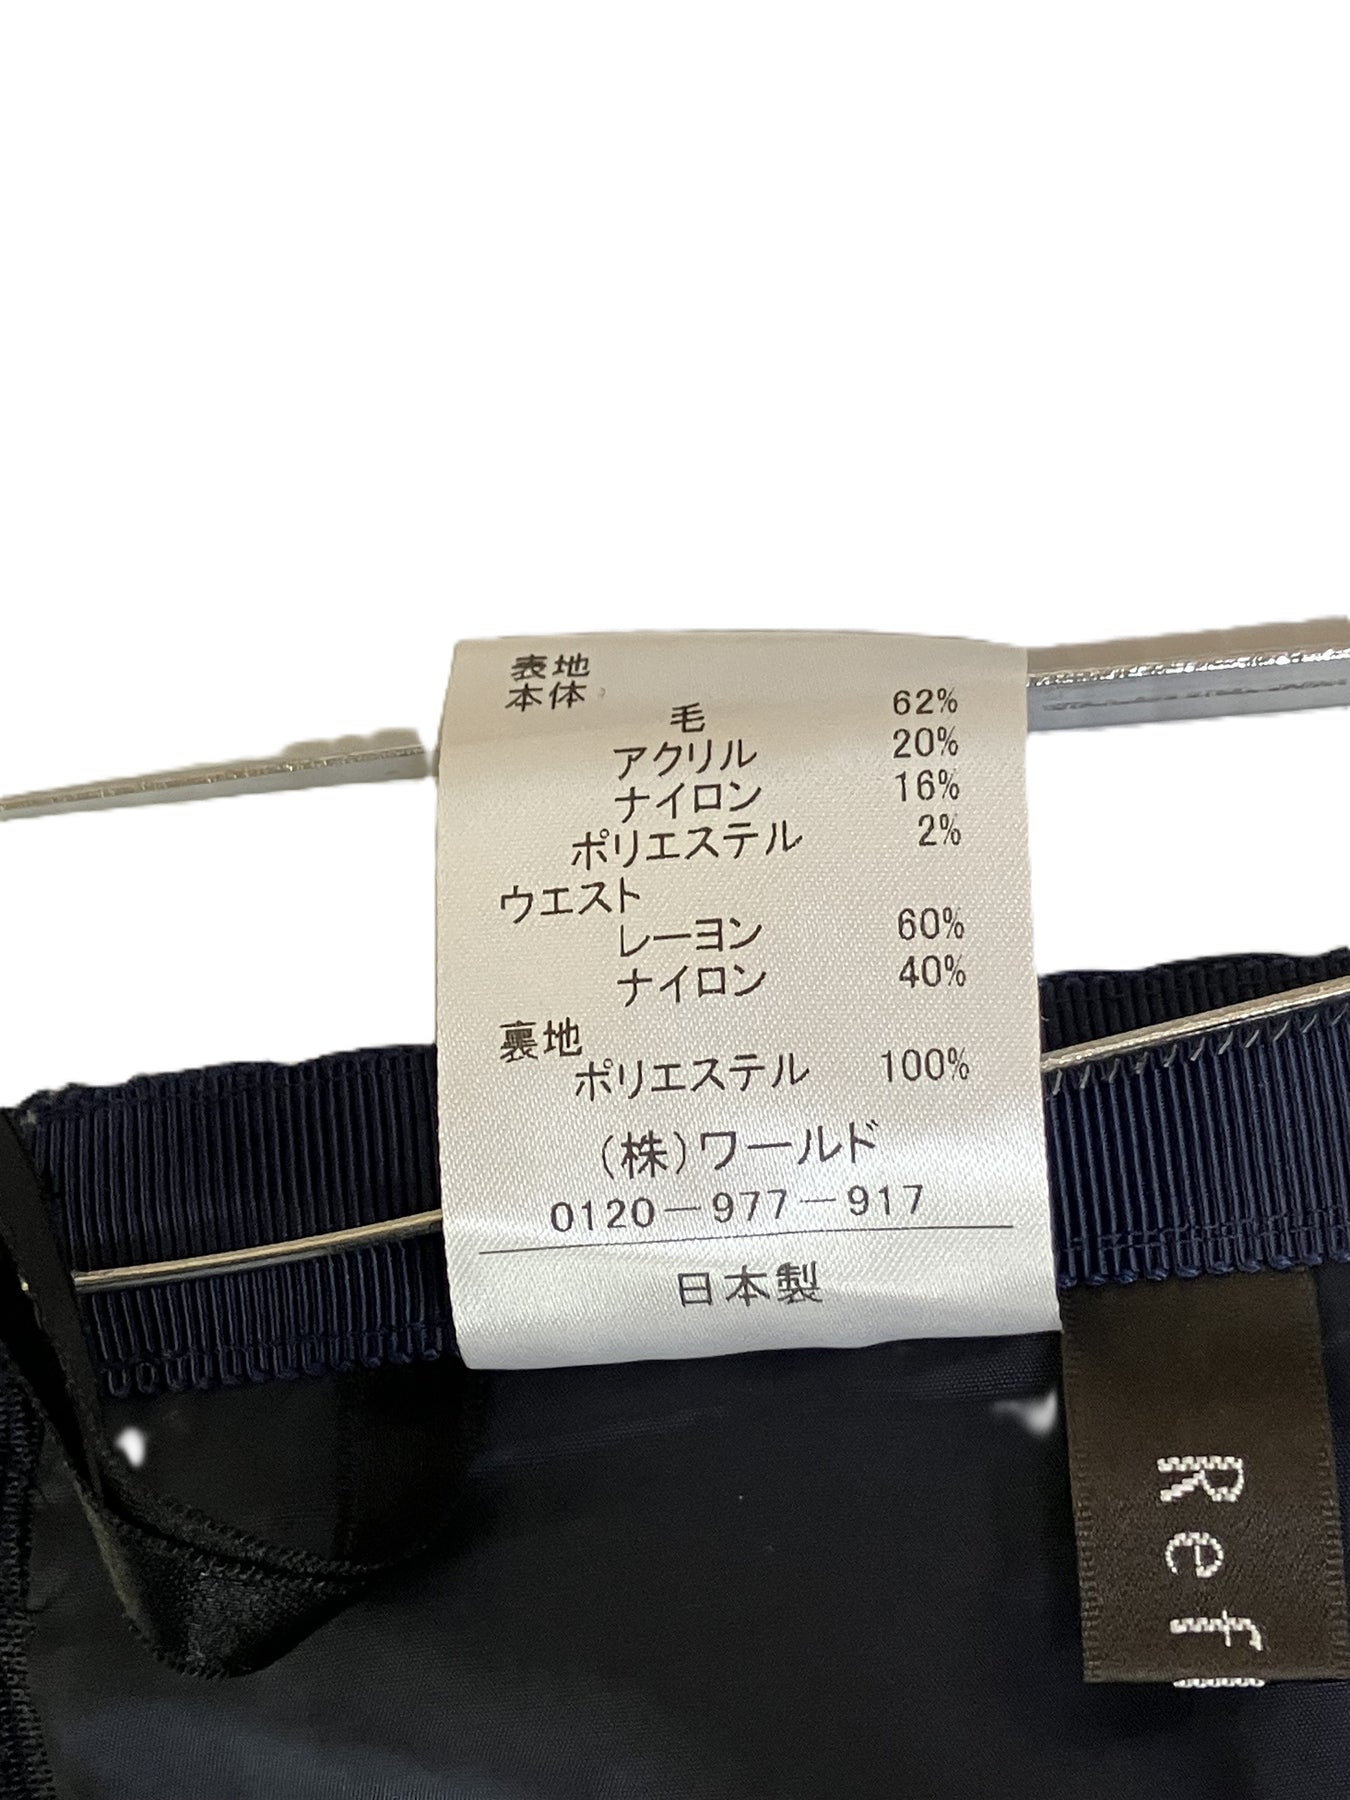 表地
本体
毛 62%
アクリル 20%
ナイロン 16%
ポリエステル 2%
ウエスト
レーヨン 60%
ナイロン 40%
裏地
ポリエステル 100%
(株)ワールド
0120-977-917
日本製
Ref